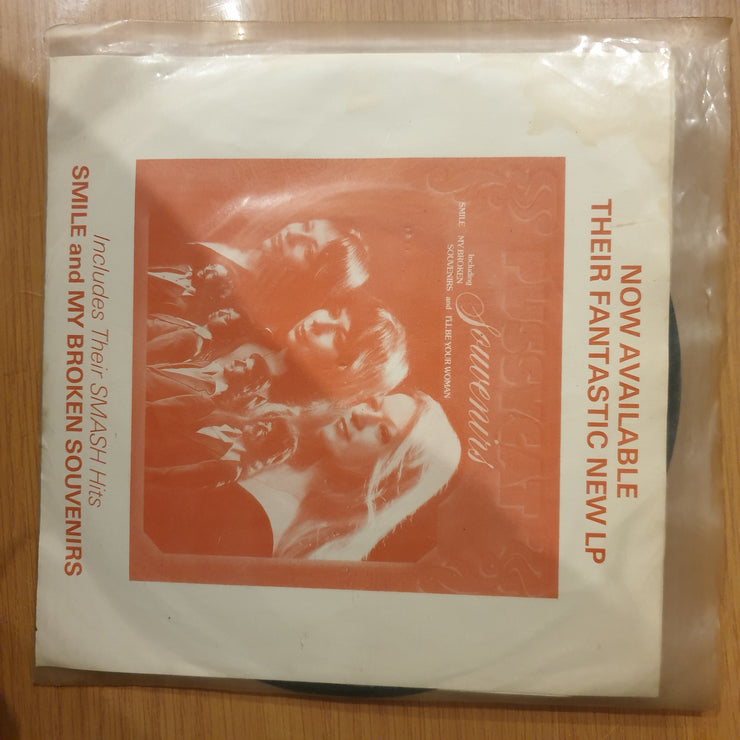 NOW AVAILABLE
THEIR FANTASTIC NEW LP
PUSSYCAT
Souvenirs
Including
SMILE MY BROKEN
SOUVENIRS and I'LL BE YOUR WOMAN
Includes Their SMASH Hits
SMILE and MY BROKEN SOUVENIRS